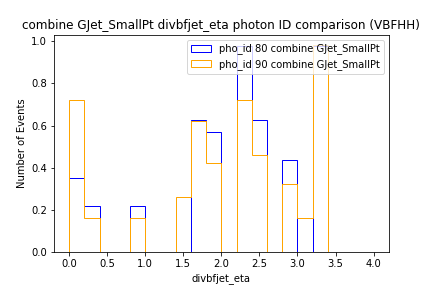 combine GJet_SmallPt divbfjet_eta photon ID comparison (VBFHH)
pho_id 80 combine GJet_SmallPt
pho_id 90 combine GJet_SmallPt
Number of Events
1.0
0.8
0.6
0.4
0.2
0.0
0.0 0.5 1.0 1.5 2.0 2.5 3.0 3.5 4.0
divbfjet_eta